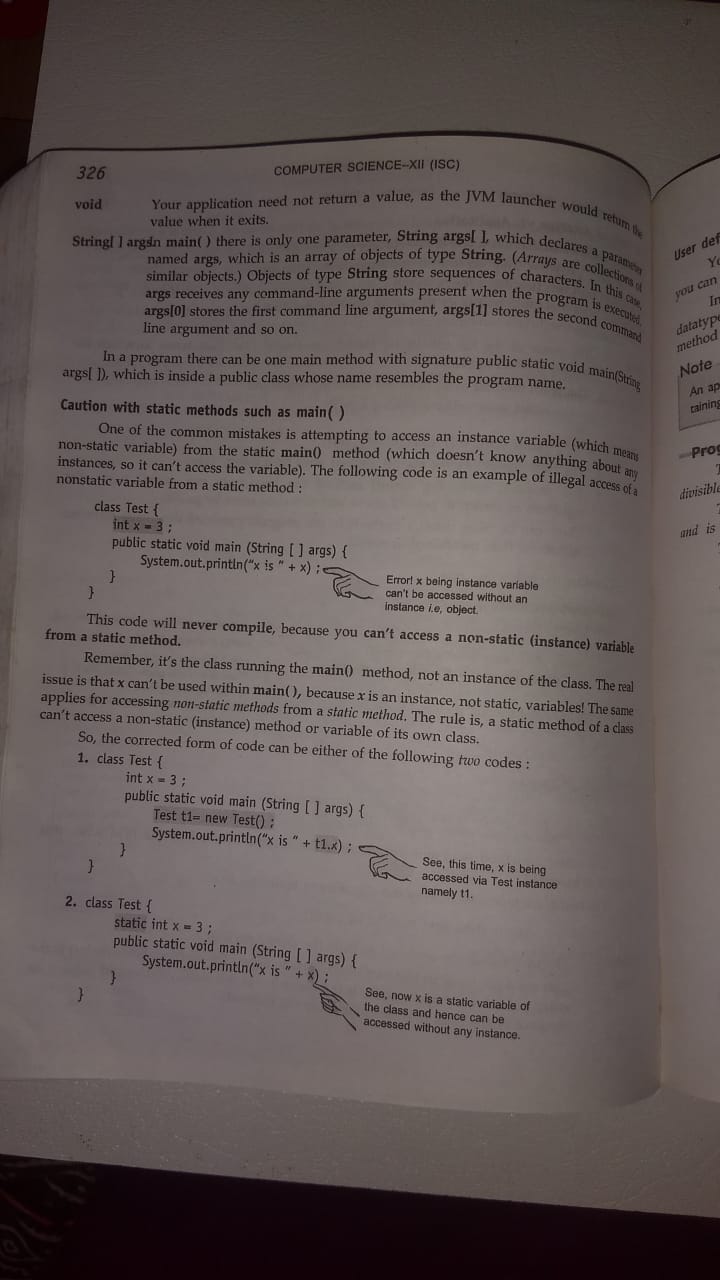 326
COMPUTER SCIENCE–XII (ISC)
void Your application need not return a value, as the JVM launcher would return the
value when it exits.
String[ ] argsIn main( ) there is only one parameter, String args[ ], which declares a parameter
named args, which is an array of objects of type String. (Arrays are collections of
similar objects.) Objects of type String store sequences of characters. In this case,
args receives any command-line arguments present when the program is executed.
args[0] stores the first command line argument, args[1] stores the second command
line argument and so on.
In a program there can be one main method with signature public static void main(String
args[ ]), which is inside a public class whose name resembles the program name.
Caution with static methods such as main( )
One of the common mistakes is attempting to access an instance variable (which means
non-static variable) from the static main() method (which doesn't know anything about any
instances, so it can't access the variable). The following code is an example of illegal access of a
nonstatic variable from a static method :
class Test {
int x = 3 ;
public static void main (String [ ] args) {
System.out.println("x is " + x) ;
}
}
Error! x being instance variable
can't be accessed without an
instance i.e, object.
This code will never compile, because you can't access a non-static (instance) variable
from a static method.
Remember, it's the class running the main() method, not an instance of the class. The real
issue is that x can't be used within main( ), because x is an instance, not static, variables! The same
applies for accessing non-static methods from a static method. The rule is, a static method of a class
can't access a non-static (instance) method or variable of its own class.
So, the corrected form of code can be either of the following two codes :
1. class Test {
int x = 3 ;
public static void main (String [ ] args) {
Test t1= new Test() ;
System.out.println("x is " + t1.x) ;
}
}
See, this time, x is being
accessed via Test instance
namely t1.
2. class Test {
static int x = 3 ;
public static void main (String [ ] args) {
System.out.println("x is " + x) ;
}
}
See, now x is a static variable of
the class and hence can be
accessed without any instance.
User def
Yo
you can
In
datatype
method
Note
An ap
taining
Prog
divisible
and is